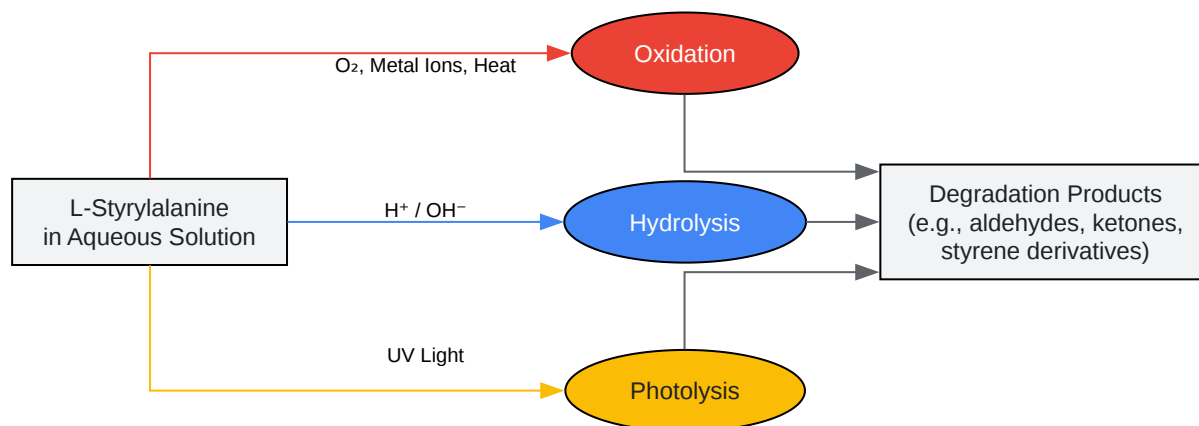 O₂, Metal Ions, Heat
Oxidation
L-Styrylalanine
in Aqueous Solution
H⁺ / OH⁻
Hydrolysis
Degradation Products
(e.g., aldehydes, ketones,
styrene derivatives)
UV Light
Photolysis